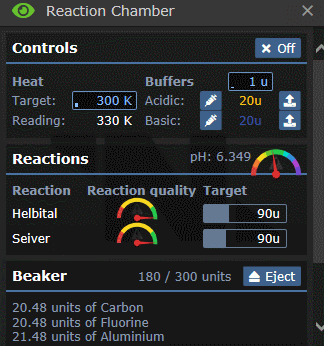 Reaction Chamber
Controls
Off
Heat Buffers 1 u
Target: 300 K Acidic: 20u
Reading: 330 K Basic: 20u
Reactions pH: 6.349
Reaction Reaction quality Target
Helbital 90u
Seiver 90u
Beaker 180 / 300 units Eject
20.48 units of Carbon
20.48 units of Fluorine
21.48 units of Aluminium